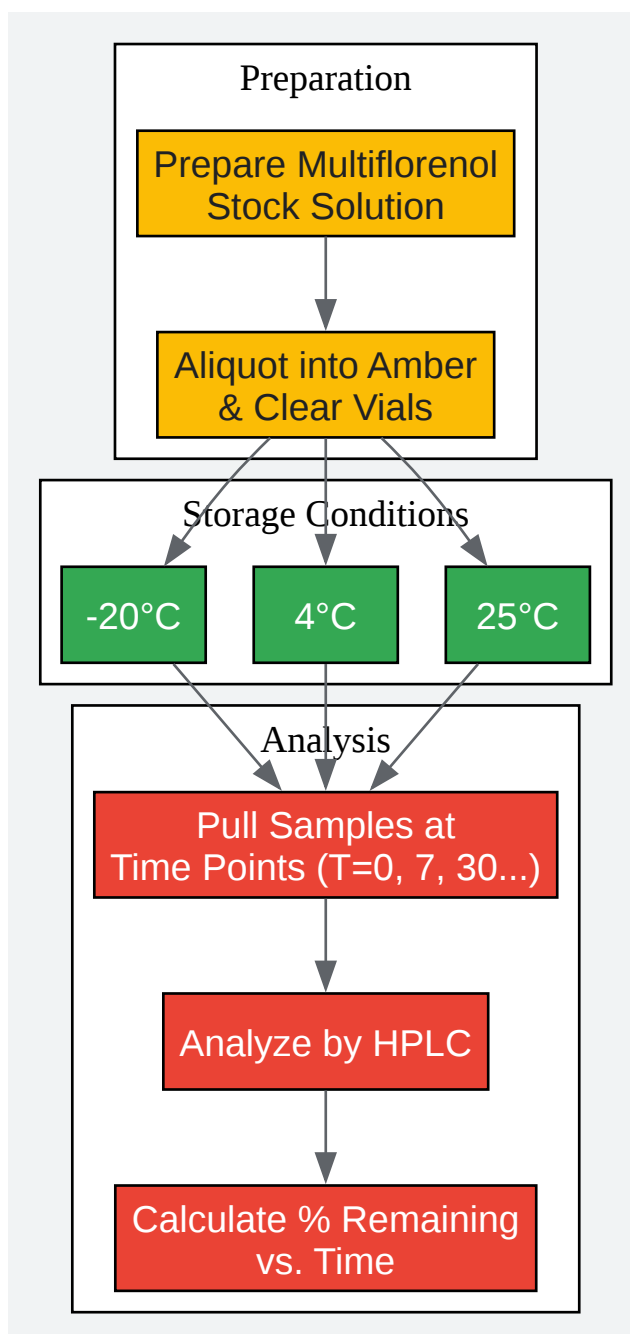 Preparation
Prepare Multiflorenol
Stock Solution
Aliquot into Amber
& Clear Vials
Storage Conditions
-20°C
4°C
25°C
Analysis
Pull Samples at
Time Points (T=0, 7, 30...)
Analyze by HPLC
Calculate % Remaining
vs. Time